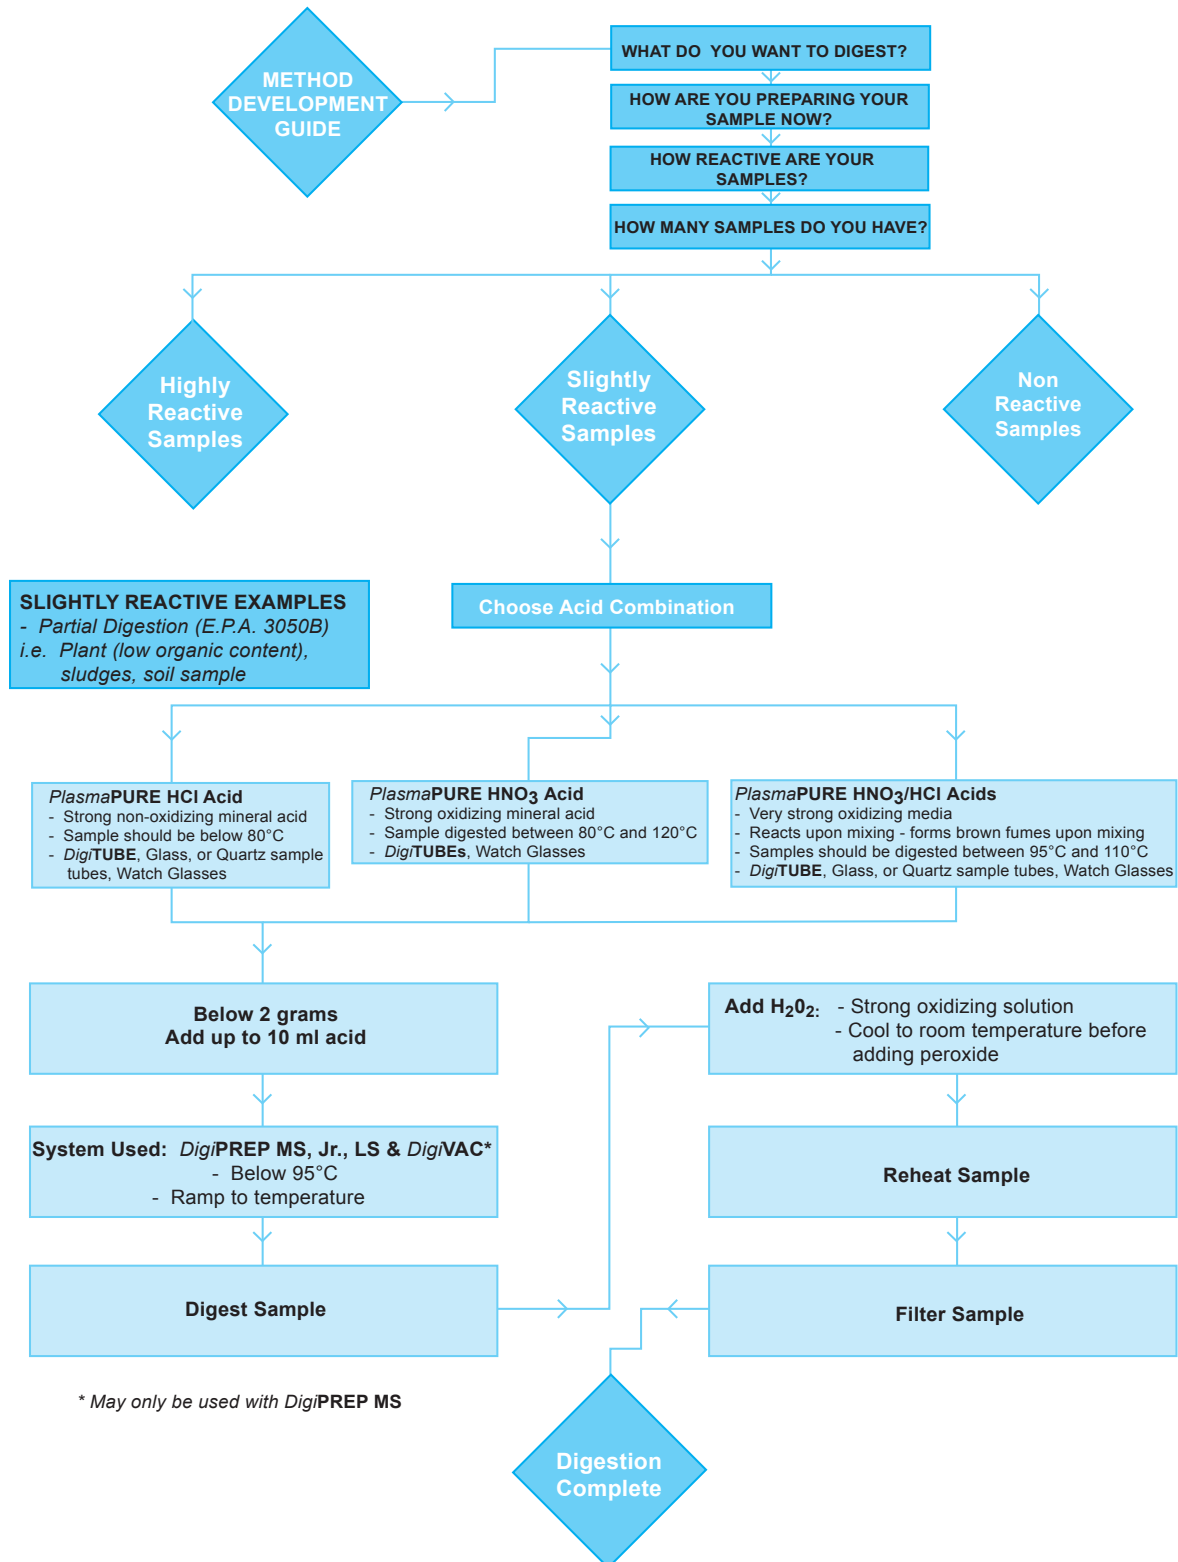 METHOD
DEVELOPMENT
GUIDE
WHAT DO YOU WANT TO DIGEST?
HOW ARE YOU PREPARING YOUR
SAMPLE NOW?
HOW REACTIVE ARE YOUR
SAMPLES?
HOW MANY SAMPLES DO YOU HAVE?
Highly
Reactive
Samples
Slightly
Reactive
Samples
Non
Reactive
Samples
SLIGHTLY REACTIVE EXAMPLES
- Partial Digestion (E.P.A. 3050B)
i.e. Plant (low organic content),
sludges, soil sample
Choose Acid Combination
PlasmaPURE HCl Acid
- Strong non-oxidizing mineral acid
- Sample should be below 80°C
- DigiTUBE, Glass, or Quartz sample
tubes, Watch Glasses
PlasmaPURE HNO3 Acid
- Strong oxidizing mineral acid
- Sample digested between 80°C and 120°C
- DigiTUBEs, Watch Glasses
PlasmaPURE HNO3/HCl Acids
- Very strong oxidizing media
- Reacts upon mixing - forms brown fumes upon mixing
- Samples should be digested between 95°C and 110°C
- DigiTUBE, Glass, or Quartz sample tubes, Watch Glasses
Below 2 grams
Add up to 10 ml acid
System Used: DigiPREP MS, Jr., LS & DigiVAC*
- Below 95°C
- Ramp to temperature
Digest Sample
Add H202: - Strong oxidizing solution
- Cool to room temperature before
adding peroxide
Reheat Sample
Filter Sample
* May only be used with DigiPREP MS
Digestion
Complete